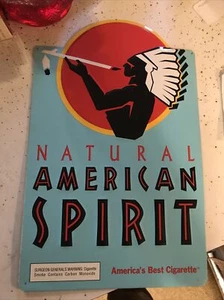 NATURAL
AMERICAN
SPIRIT
SURGEON GENERAL'S WARNING: Cigarette
Smoke Contains Carbon Monoxide.
America's Best Cigarette